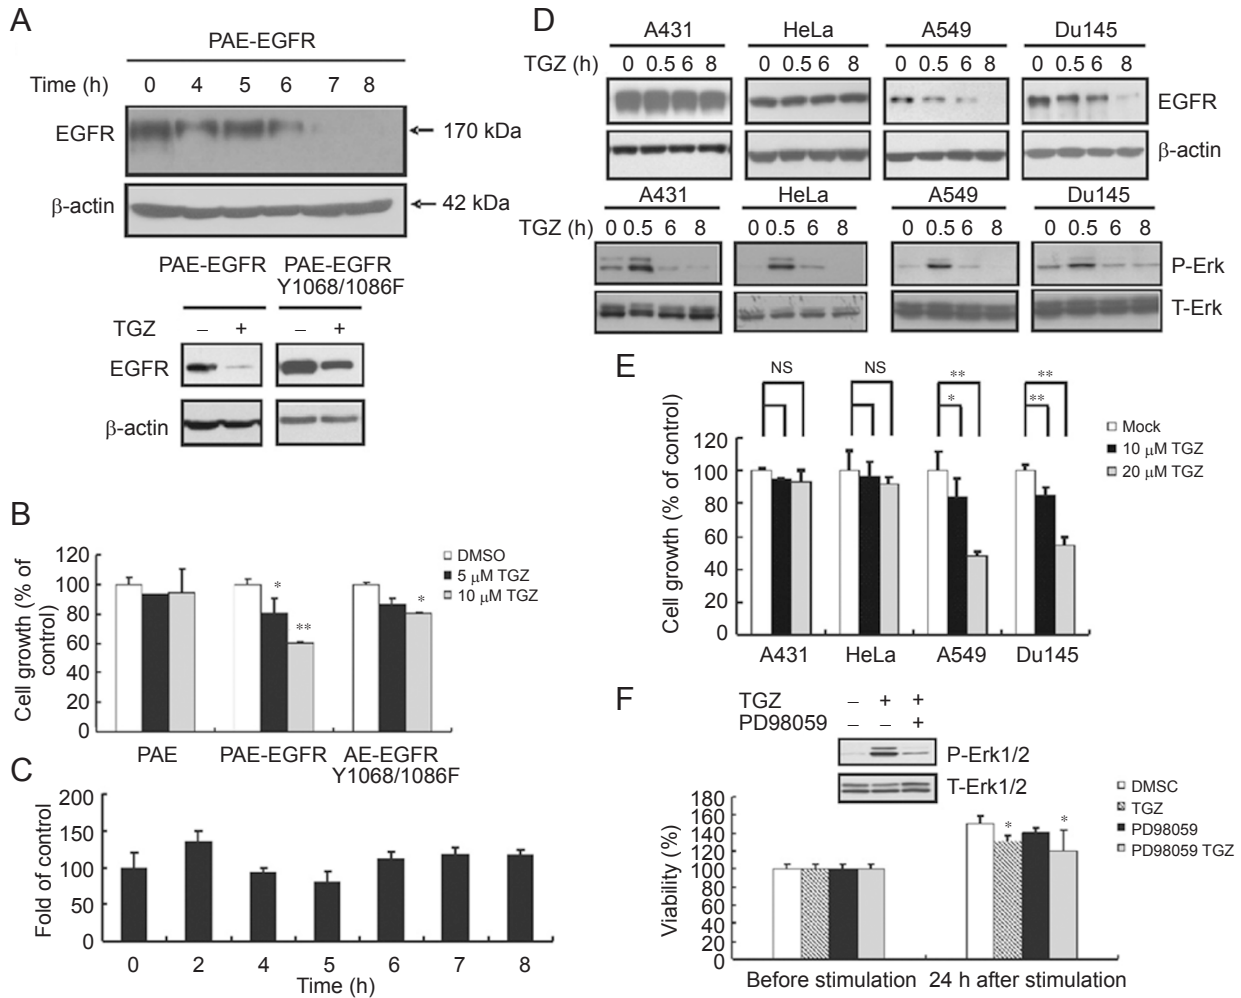 A
PAE-EGFR
Time (h) 0 4 5 6 7 8
EGFR
170 kDa
β-actin
42 kDa
PAE-EGFR
PAE-EGFR
Y1068/1086F
TGZ – + – +
EGFR
β-actin
B
Cell growth (% of
control)
120
100
80
60
40
20
0
DMSO
5 μM TGZ
10 μM TGZ
*
**
*
PAE PAE-EGFR AE-EGFR
Y1068/1086F
C
Fold of control
200
150
100
50
0
0 2 4 5 6 7 8
Time (h)
D
A431 HeLa A549 Du145
TGZ (h) 0 0.5 6 8 0 0.5 6 8 0 0.5 6 8 0 0.5 6 8
EGFR
β-actin
A431 HeLa A549 Du145
TGZ (h) 0 0.5 6 8 0 0.5 6 8 0 0.5 6 8 0 0.5 6 8
P-Erk
T-Erk
E
NS NS ** **
* **
Mock
10 μM TGZ
20 μM TGZ
Cell growth (% of control)
120
100
80
60
40
20
0
A431 HeLa A549 Du145
F
TGZ – + +
PD98059 – – +
P-Erk1/2
T-Erk1/2
DMSC
TGZ
PD98059
PD98059 TGZ
Viability (%)
180
160
140
120
100
80
60
40
20
0
* *
Before stimulation 24 h after stimulation